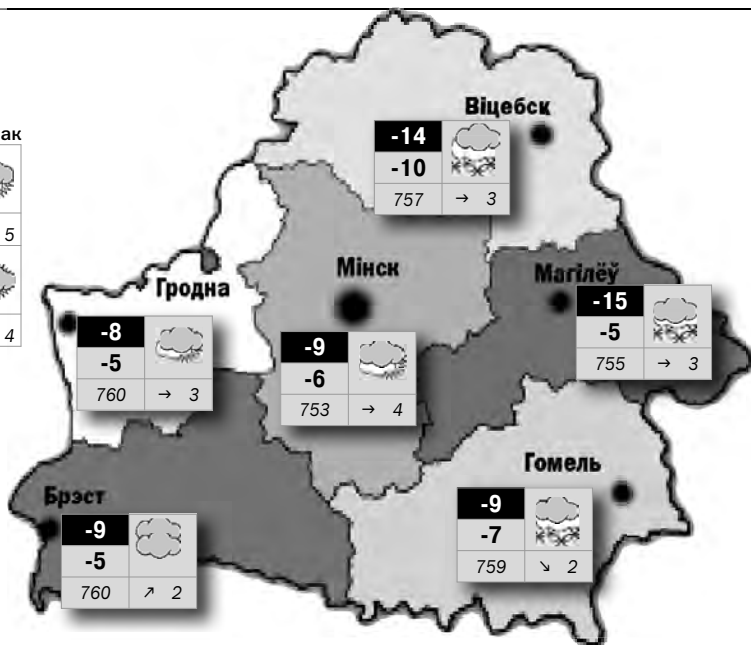 ак
5
4
Віцебск
-14
-10
757 → 3
Мінск
-9
-6
753 → 4
Магілёў
-15
-5
755 → 3
Гродна
-8
-5
760 → 3
Гомель
-9
-7
759 ↘ 2
Брэст
-9
-5
760 ↗ 2